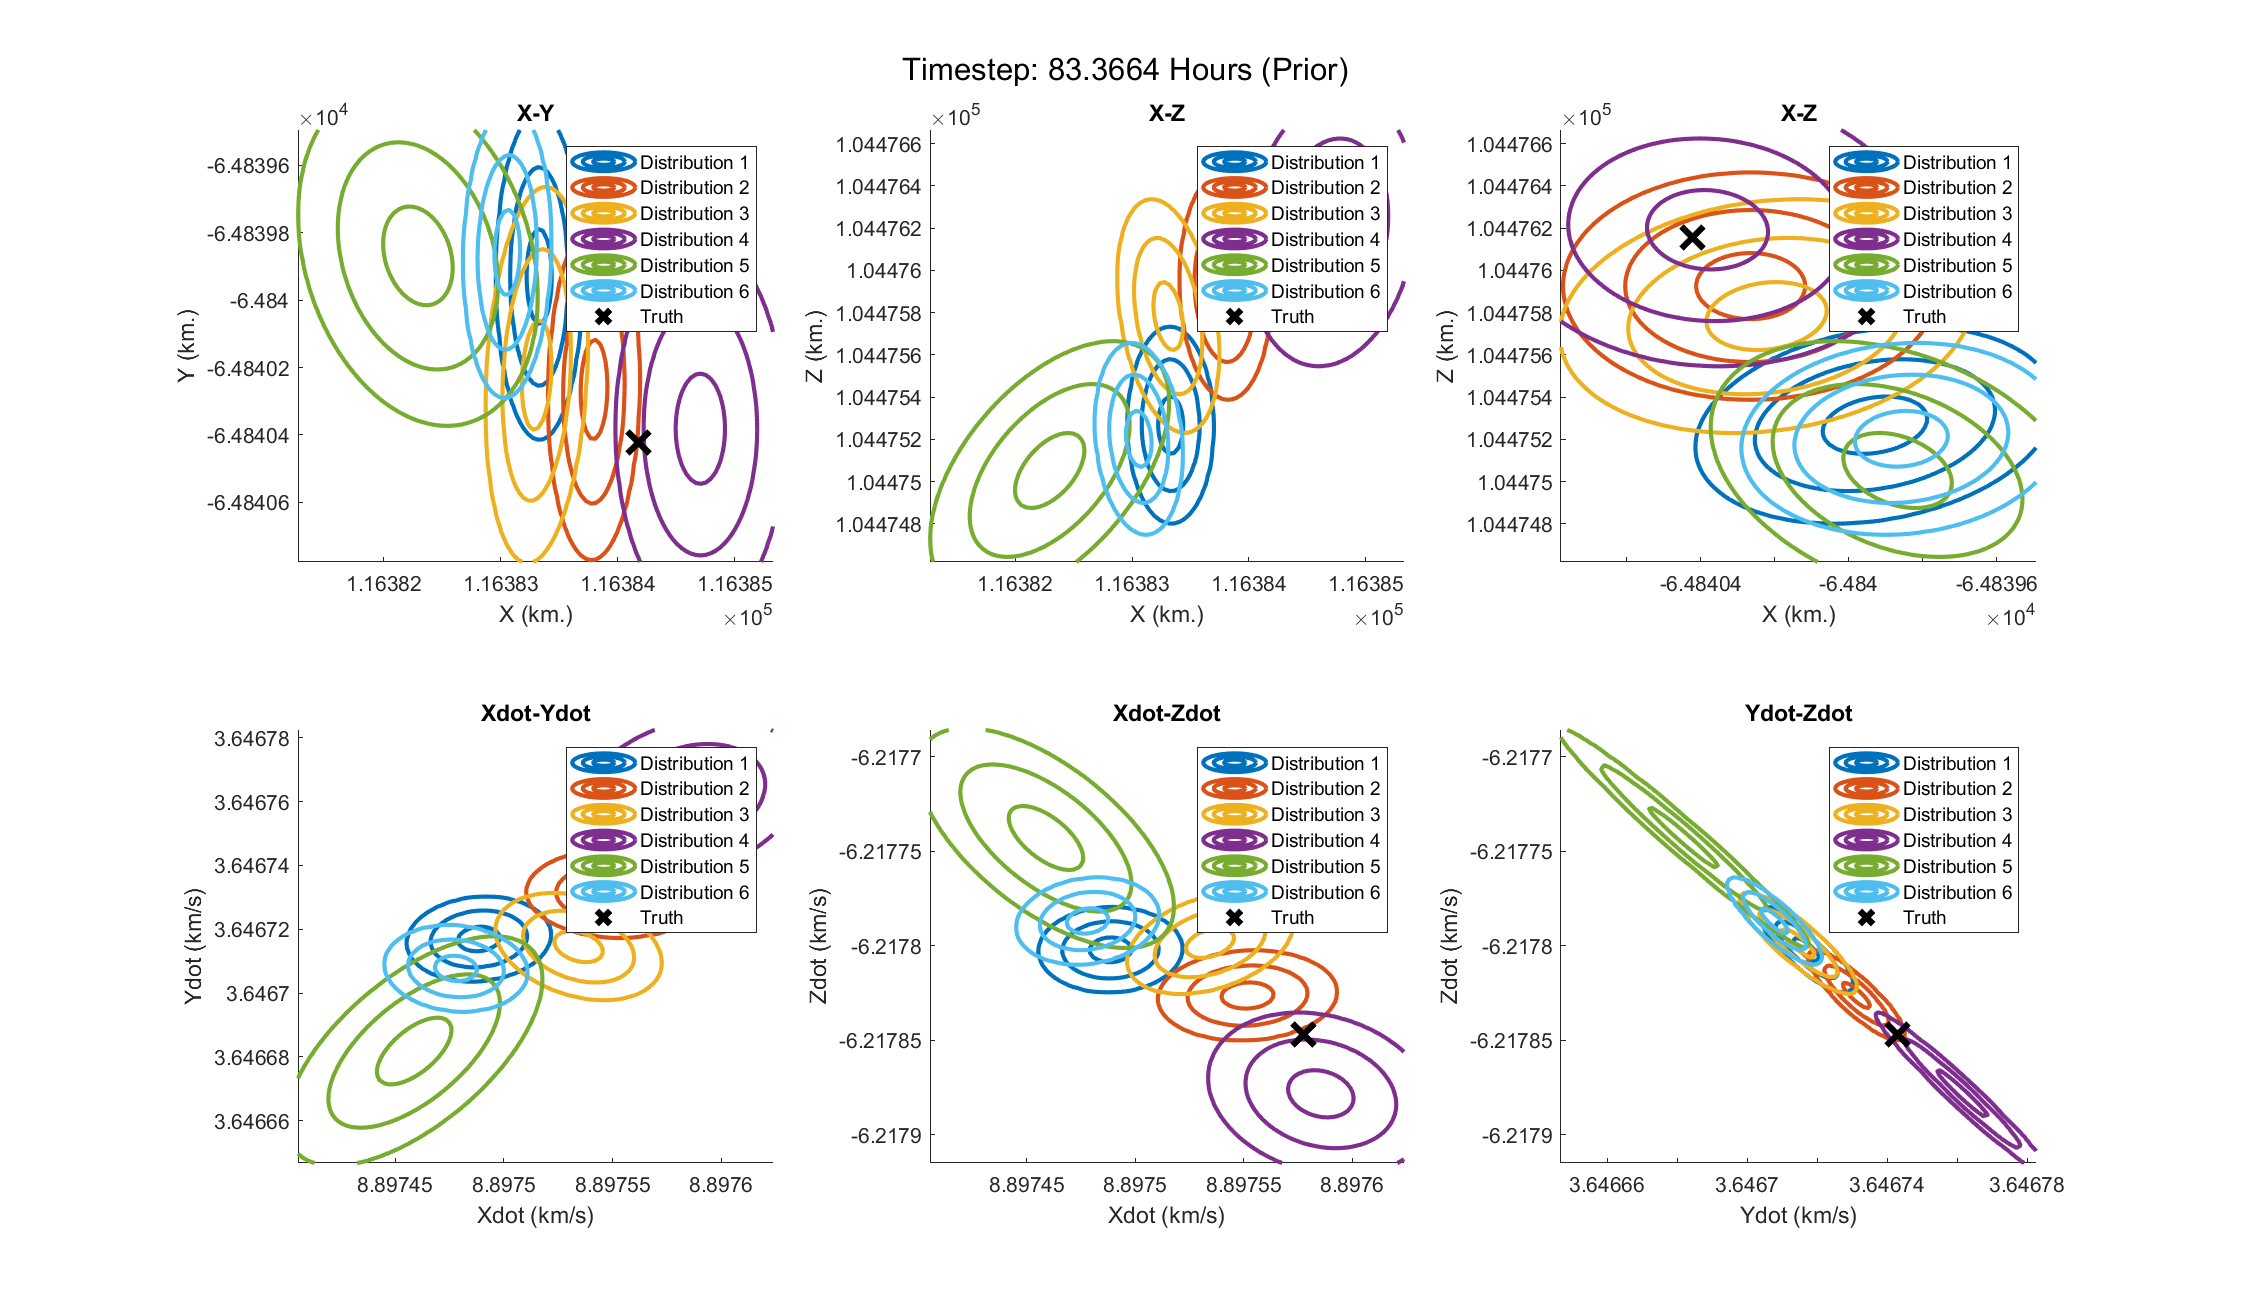 Timestep: 83.3664 Hours (Prior)
X-Y
×10⁴
-6.48396
-6.48398
-6.484
-6.48402
-6.48404
-6.48406
Y (km.)
1.16382 1.16383 1.16384 1.16385
X (km.)
×10⁵
Distribution 1
Distribution 2
Distribution 3
Distribution 4
Distribution 5
Distribution 6
Truth
X-Z
×10⁵
1.044766
1.044764
1.044762
1.04476
1.044758
1.044756
1.044754
1.044752
1.04475
1.044748
Z (km.)
1.16382 1.16383 1.16384 1.16385
X (km.)
×10⁵
Distribution 1
Distribution 2
Distribution 3
Distribution 4
Distribution 5
Distribution 6
Truth
X-Z
×10⁵
1.044766
1.044764
1.044762
1.04476
1.044758
1.044756
1.044754
1.044752
1.04475
1.044748
Z (km.)
-6.48404 -6.484 -6.48396
X (km.)
×10⁴
Distribution 1
Distribution 2
Distribution 3
Distribution 4
Distribution 5
Distribution 6
Truth
Xdot-Ydot
3.64678
3.64676
3.64674
3.64672
3.6467
3.64668
3.64666
Ydot (km/s)
8.89745 8.8975 8.89755 8.8976
Xdot (km/s)
Distribution 1
Distribution 2
Distribution 3
Distribution 4
Distribution 5
Distribution 6
Truth
Xdot-Zdot
-6.2177
-6.21775
-6.2178
-6.21785
-6.2179
Zdot (km/s)
8.89745 8.8975 8.89755 8.8976
Xdot (km/s)
Distribution 1
Distribution 2
Distribution 3
Distribution 4
Distribution 5
Distribution 6
Truth
Ydot-Zdot
-6.2177
-6.21775
-6.2178
-6.21785
-6.2179
Zdot (km/s)
3.64666 3.6467 3.64674 3.64678
Ydot (km/s)
Distribution 1
Distribution 2
Distribution 3
Distribution 4
Distribution 5
Distribution 6
Truth